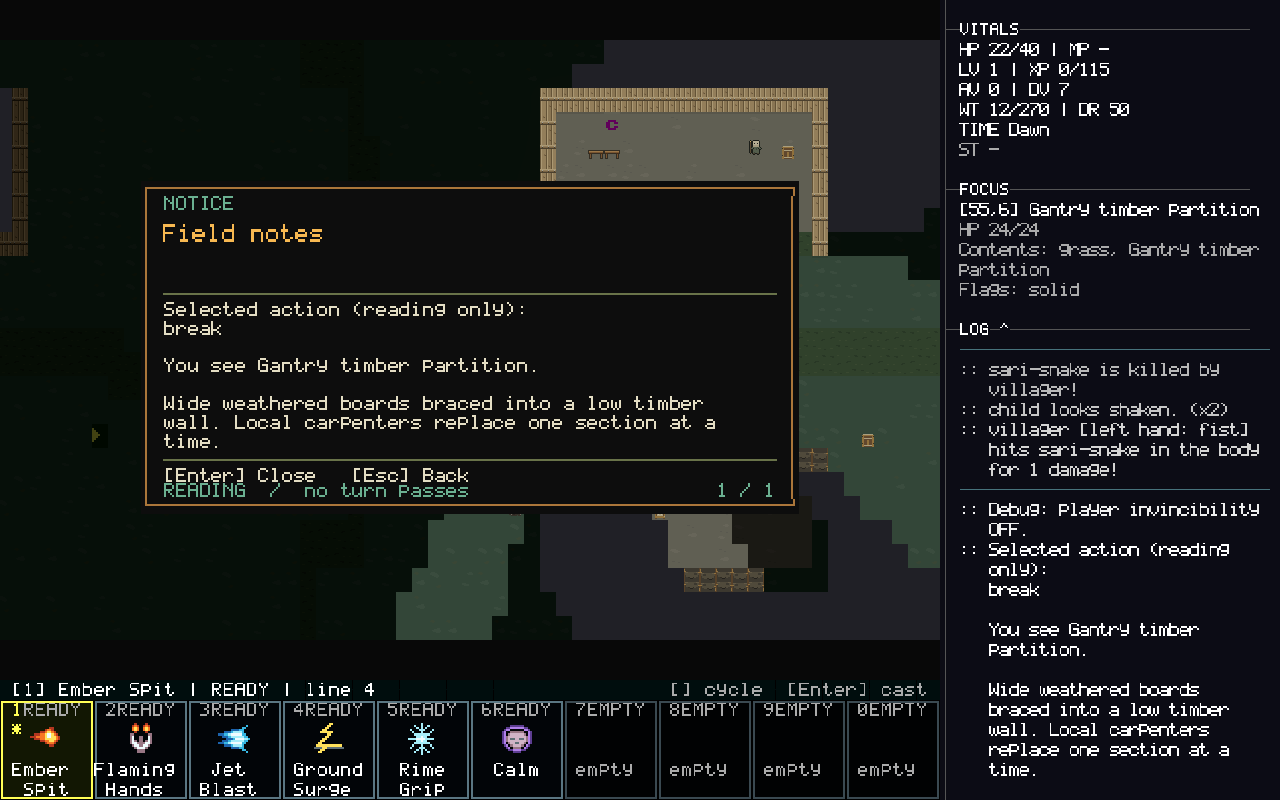 VITALS
HP 22/40 | MP -
LV 1 | XP 0/115
AV 0 | DV 7
WT 12/270 | DR 50
TIME Dawn
ST -
FOCUS
[55,6] Gantry timber Partition
HP 24/24
Contents: grass, Gantry timber
Partition
Flags: solid
LOG ^
:: sari-snake is killed by
villager!
:: child looks shaken. (x2)
:: villager [left hand: fist]
hits sari-snake in the body
for 1 damage!
:: Debug: Player invincibility
OFF.
:: Selected action (reading
only):
break
You see Gantry timber
Partition.
Wide weathered boards
braced into a low timber
wall. Local carpenters
replace one section at a
time.
c
NOTICE
Field notes
Selected action (reading only):
break
You see Gantry timber Partition.
Wide weathered boards braced into a low timber
wall. Local carpenters replace one section at a
time.
[Enter] Close [Esc] Back
READING / no turn Passes 1 / 1
[1] Ember Spit | READY | line 4 [] cycle [Enter] cast
1READY 2READY 3READY 4READY 5READY 6READY 7EMPTY 8EMPTY 9EMPTY 0EMPTY
*
Ember Flaming Jet Ground Rime Calm empty empty empty empty
Spit Hands Blast Surge Grip